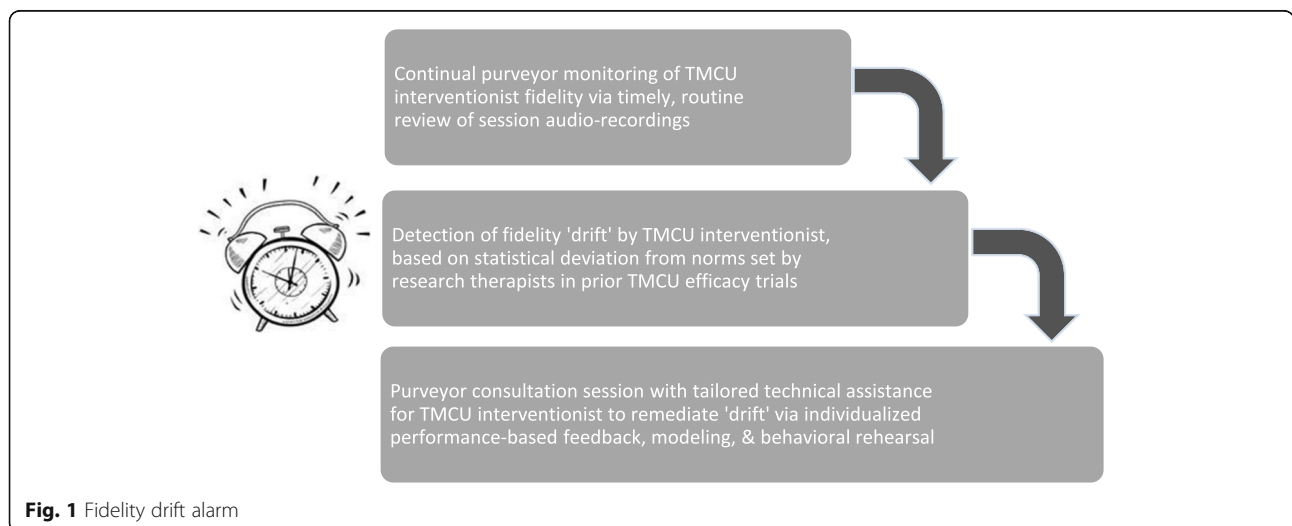 Continual purveyor monitoring of TMCU
interventionist fidelity via timely, routine
review of session audio-recordings
Detection of fidelity 'drift' by TMCU interventionist,
based on statistical deviation from norms set by
research therapists in prior TMCU efficacy trials
Purveyor consultation session with tailored technical assistance
for TMCU interventionist to remediate 'drift' via individualized
performance-based feedback, modeling, & behavioral rehearsal
Fig. 1 Fidelity drift alarm